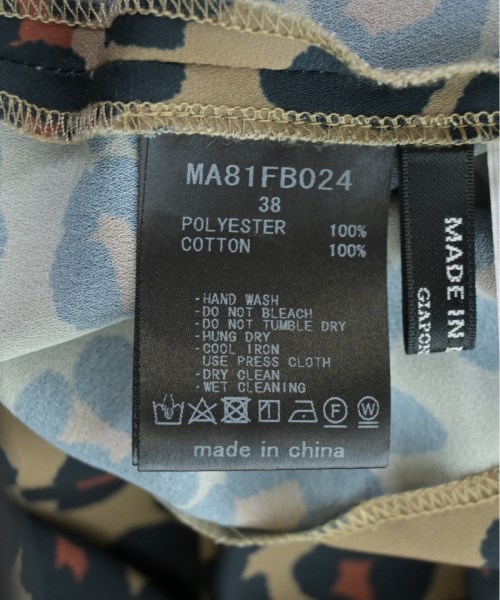 MA81FB024
38
POLYESTER 100%
COTTON 100%
-HAND WASH
-DO NOT BLEACH
-DO NOT TUMBLE DRY
-HUNG DRY
-COOL IRON
USE PRESS CLOTH
-DRY CLEAN
-WET CLEANING
F W
made in china
MADE IN
GIAPON